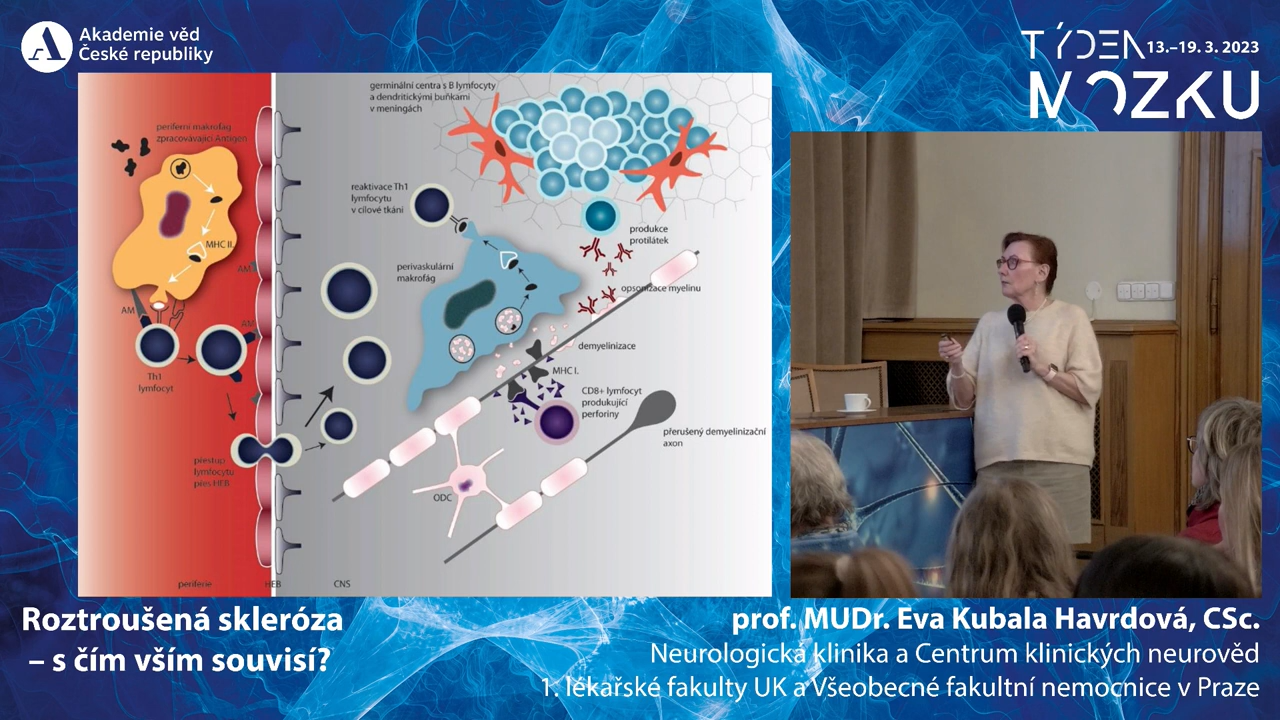 Akademie věd
České republiky
TÝDEN 13.–19. 3. 2023
MOZKU
germinální centra s B lymfocyty
a dendritickými buňkami
v meningách
periferní makrofág
zpracovávající Antigen
reaktivace Th1
lymfocytu
v cílové tkáni
produkce
protilátek
MHC II.
perivaskulární
makrofág
AM
opsonizace myelinu
AM
AM
demyelinizace
MHC I.
Th1
lymfocyt
CD8+ lymfocyt
produkující
perforiny
přerušený demyelinizační
axon
přestup
lymfocytu
přes HEB
ODC
periferie
HEB
CNS
Roztroušená skleróza
– s čím vším souvisí?
prof. MUDr. Eva Kubala Havrdová, CSc.
Neurologická klinika a Centrum klinických neurověd
1. lékařské fakulty UK a Všeobecné fakultní nemocnice v Praze